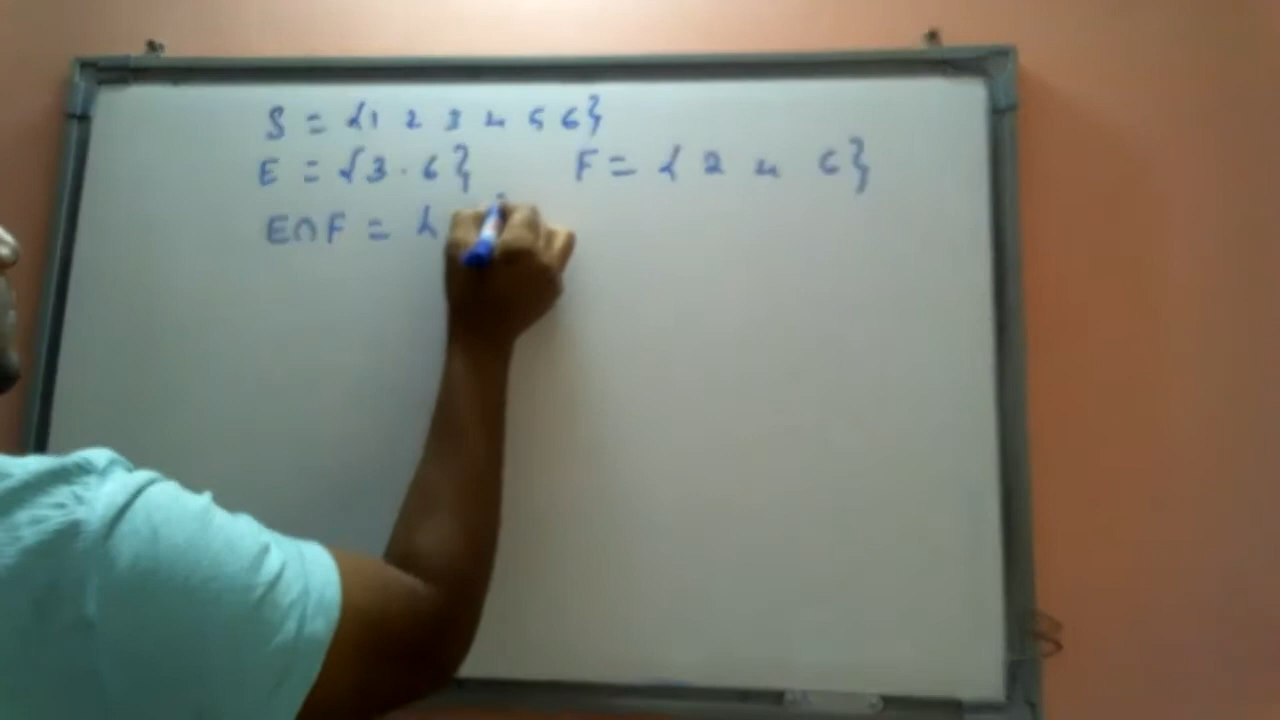 S = {1 2 3 4 5 6}
E = {3 . 6} F = { 2 4 6}
E∩F = {